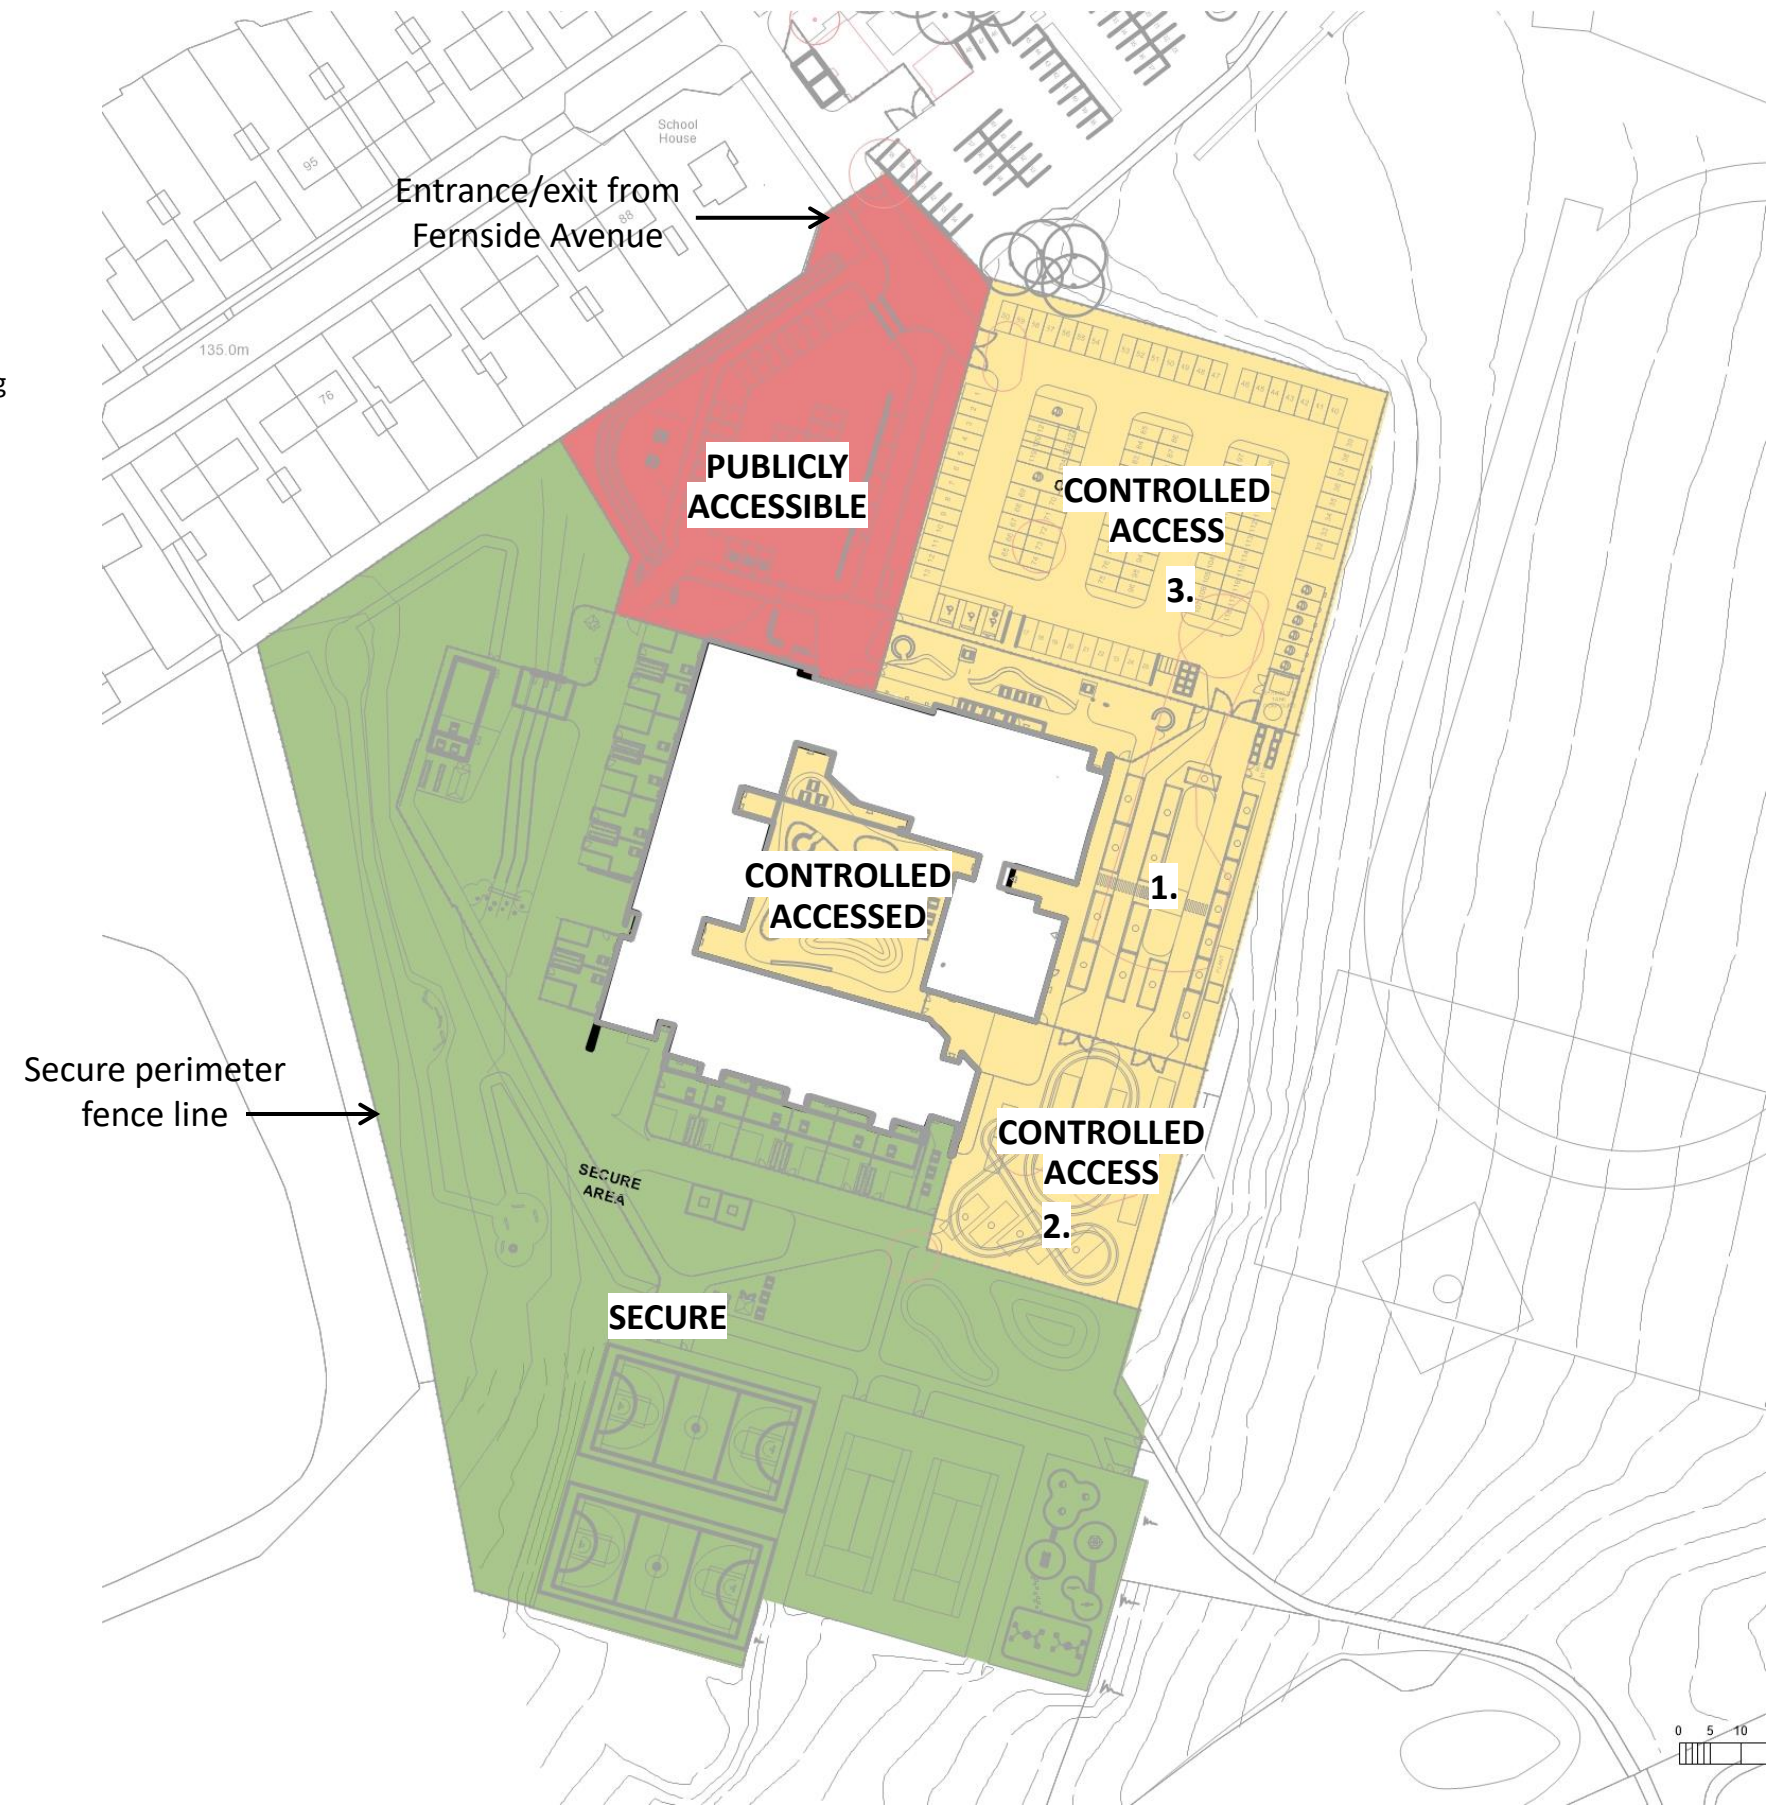 School
House
95
Entrance/exit from
Fernside Avenue
88
135.0m
g
76
PUBLICLY
ACCESSIBLE
CONTROLLED
ACCESS
3.
CONTROLLED
ACCESSED
1.
Secure perimeter
fence line
CONTROLLED
ACCESS
2.
SECURE
AREA
SECURE
0 5 10